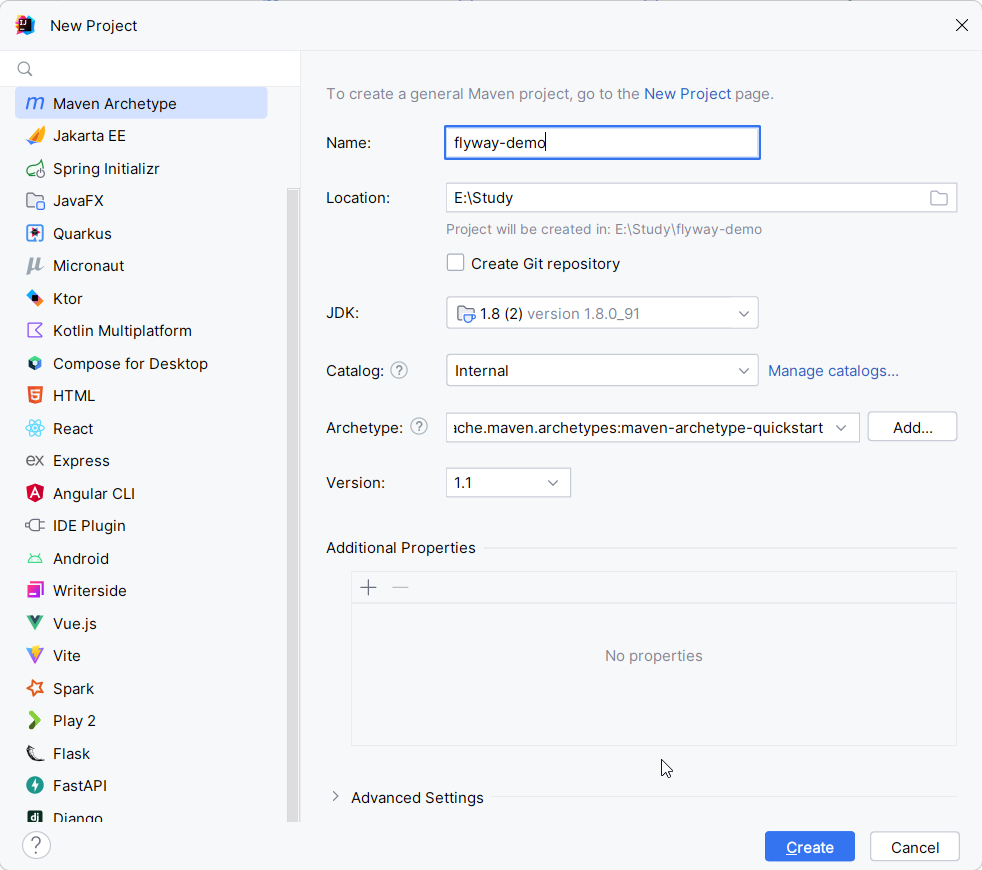 New Project
Maven Archetype
Jakarta EE
Spring Initializr
JavaFX
Quarkus
Micronaut
Ktor
Kotlin Multiplatform
Compose for Desktop
HTML
React
ex Express
Angular CLI
IDE Plugin
Android
Writerside
Vue.js
Vite
Spark
Play 2
Flask
FastAPI
dj Django
?
To create a general Maven project, go to the New Project page.
Name: flyway-demo
Location: E:\Study
Project will be created in: E:\Study\flyway-demo
Create Git repository
JDK: 1.8 (2) version 1.8.0_91
Catalog: ? Internal Manage catalogs...
Archetype: ? ache.maven.archetypes:maven-archetype-quickstart Add...
Version: 1.1
Additional Properties
No properties
Advanced Settings
Create Cancel